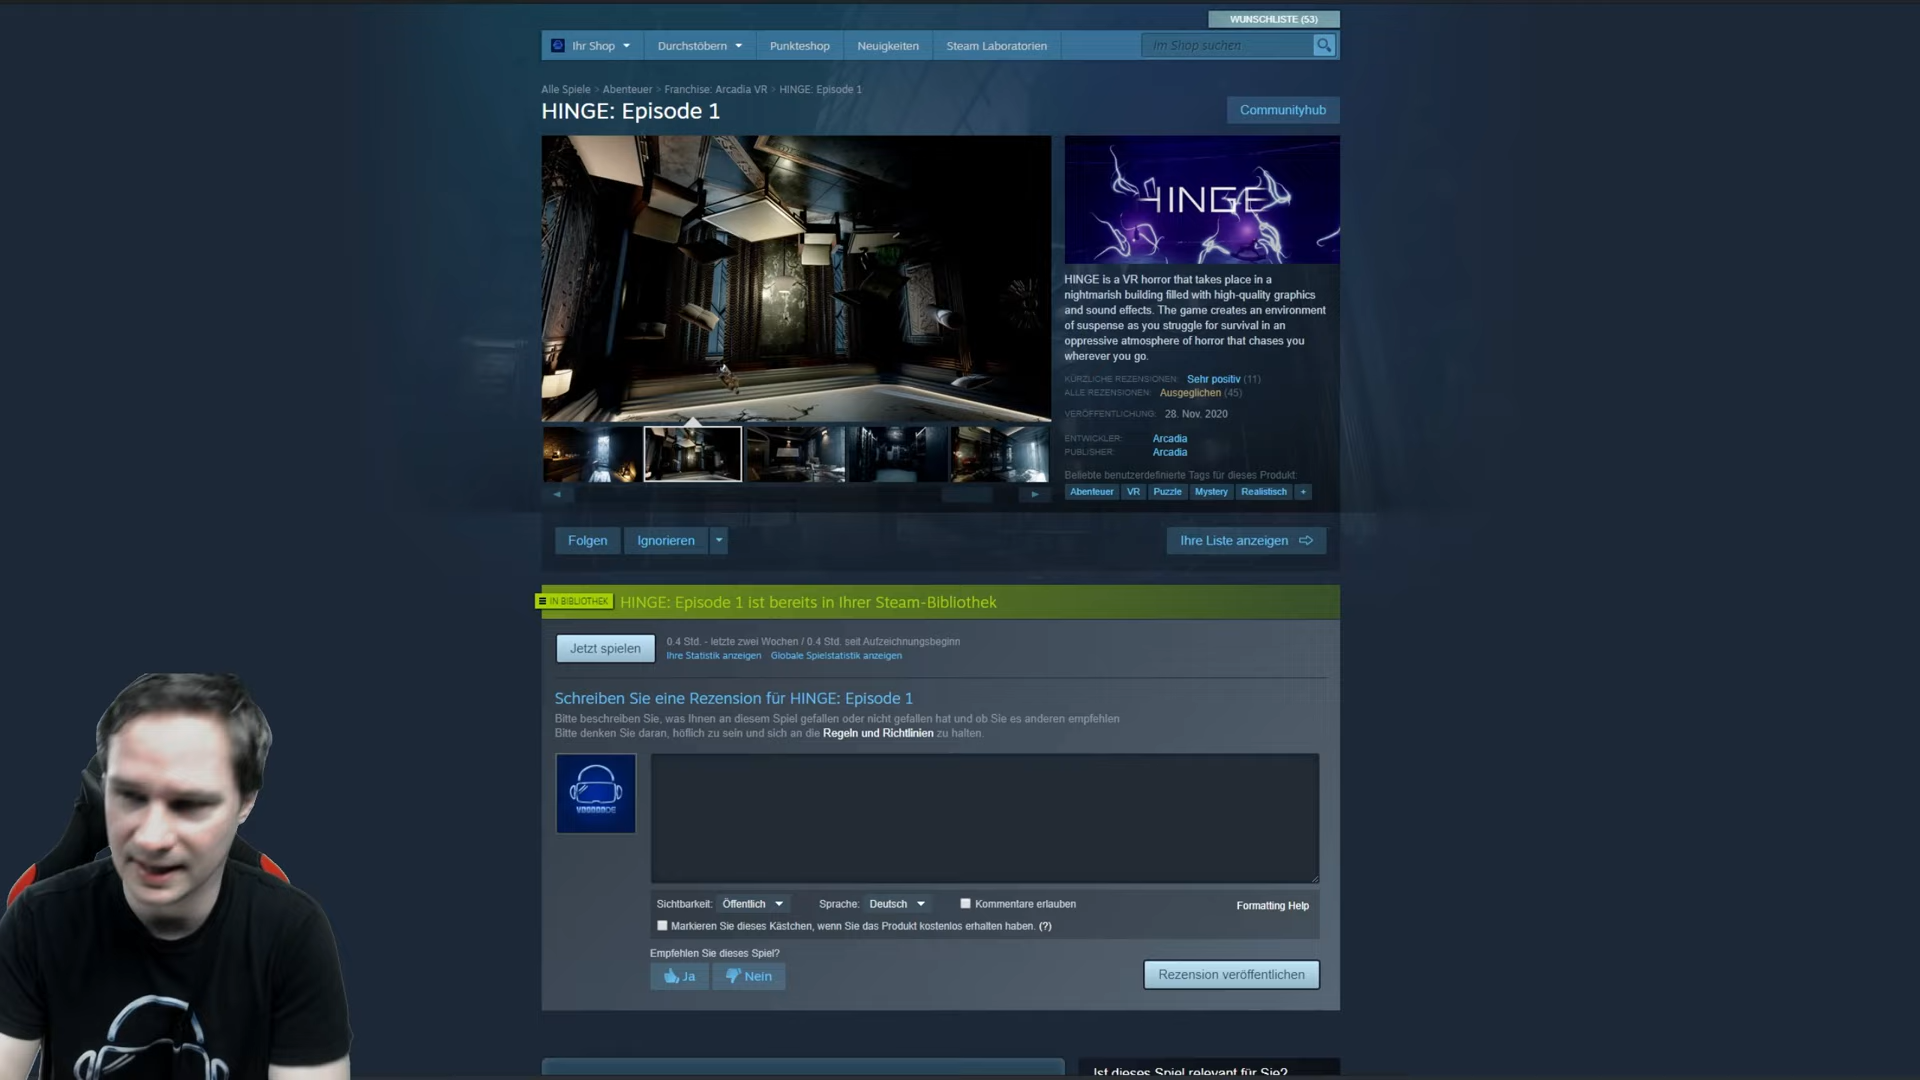 WUNSCHLISTE (53)
Ihr Shop
Durchstöbern
Punkteshop
Neuigkeiten
Steam Laboratorien
Im Shop suchen
Alle Spiele > Abenteuer > Franchise: Arcadia VR > HINGE: Episode 1
HINGE: Episode 1
Communityhub
HINGE
HINGE is a VR horror that takes place in a
nightmarish building filled with high-quality graphics
and sound effects. The game creates an environment
of suspense as you struggle for survival in an
oppressive atmosphere of horror that chases you
wherever you go.
KÜRZLICHE REZENSIONEN: Sehr positiv (11)
ALLE REZENSIONEN: Ausgeglichen (45)
VERÖFFENTLICHUNG: 28. Nov. 2020
ENTWICKLER: Arcadia
PUBLISHER: Arcadia
Beliebte benutzerdefinierte Tags für dieses Produkt:
Abenteuer VR Puzzle Mystery Realistisch +
Folgen
Ignorieren
Ihre Liste anzeigen
IN BIBLIOTHEK
HINGE: Episode 1 ist bereits in Ihrer Steam-Bibliothek
Jetzt spielen
0.4 Std. - letzte zwei Wochen / 0.4 Std. seit Aufzeichnungsbeginn
Ihre Statistik anzeigen Globale Spielstatistik anzeigen
Schreiben Sie eine Rezension für HINGE: Episode 1
Bitte beschreiben Sie, was Ihnen an diesem Spiel gefallen oder nicht gefallen hat und ob Sie es anderen empfehlen
Bitte denken Sie daran, höflich zu sein und sich an die Regeln und Richtlinien zu halten.
VOODOODE
Sichtbarkeit: Öffentlich
Sprache: Deutsch
Kommentare erlauben
Formatting Help
Markieren Sie dieses Kästchen, wenn Sie das Produkt kostenlos erhalten haben. (?)
Empfehlen Sie dieses Spiel?
Ja
Nein
Rezension veröffentlichen
Ist dieses Spiel relevant für Sie?